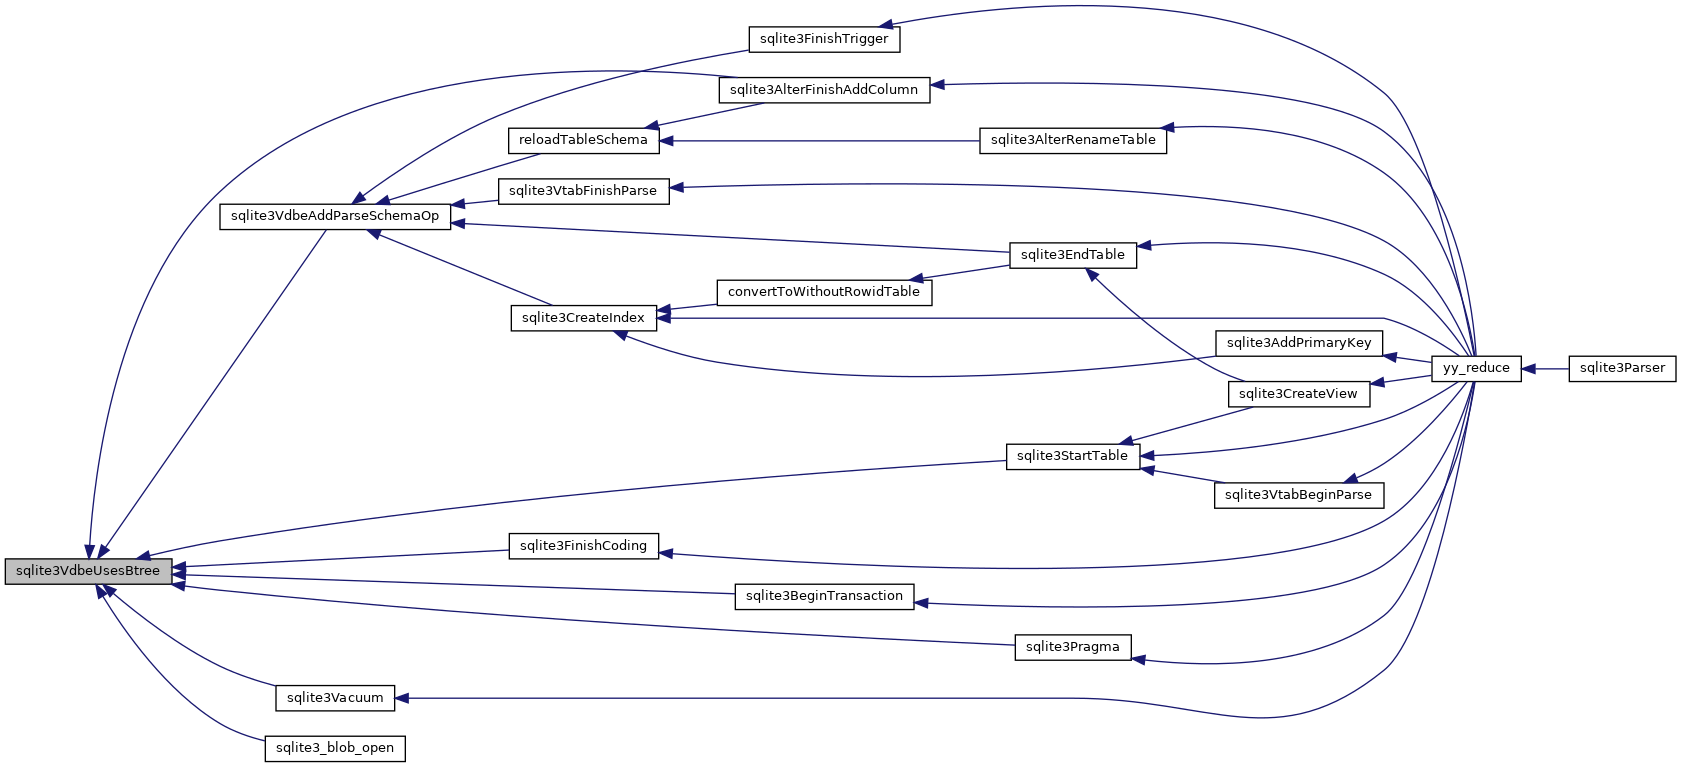 sqlite3FinishTrigger
sqlite3AlterFinishAddColumn
reloadTableSchema
sqlite3AlterRenameTable
sqlite3VtabFinishParse
sqlite3VdbeAddParseSchemaOp
sqlite3EndTable
convertToWithoutRowidTable
sqlite3CreateIndex
sqlite3AddPrimaryKey
yy_reduce
sqlite3Parser
sqlite3CreateView
sqlite3StartTable
sqlite3VtabBeginParse
sqlite3FinishCoding
sqlite3VdbeUsesBtree
sqlite3BeginTransaction
sqlite3Pragma
sqlite3Vacuum
sqlite3_blob_open